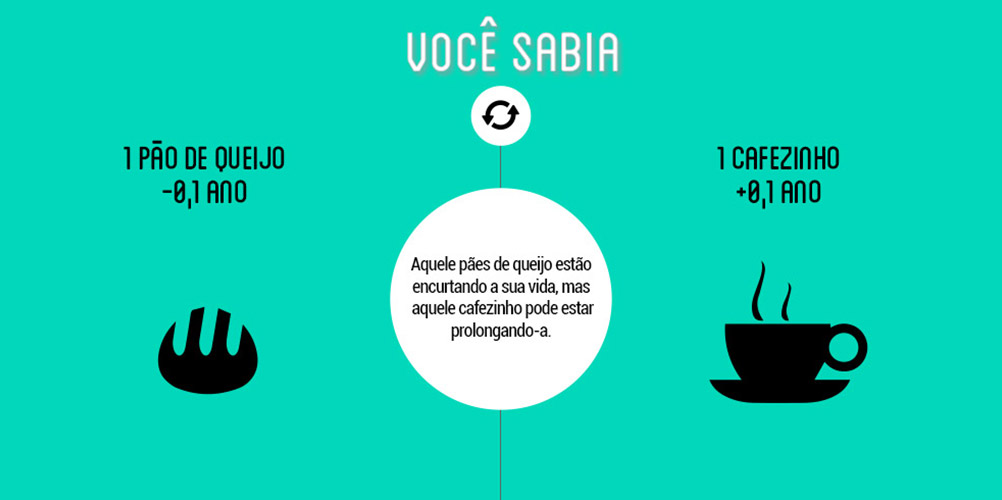 VOCÊ SABIA
1 PÃO DE QUEIJO
-0,1 ANO
1 CAFEZINHO
+0,1 ANO
Aquele pães de queijo estão
encurtando a sua vida, mas
aquele cafezinho pode estar
prolongando-a.